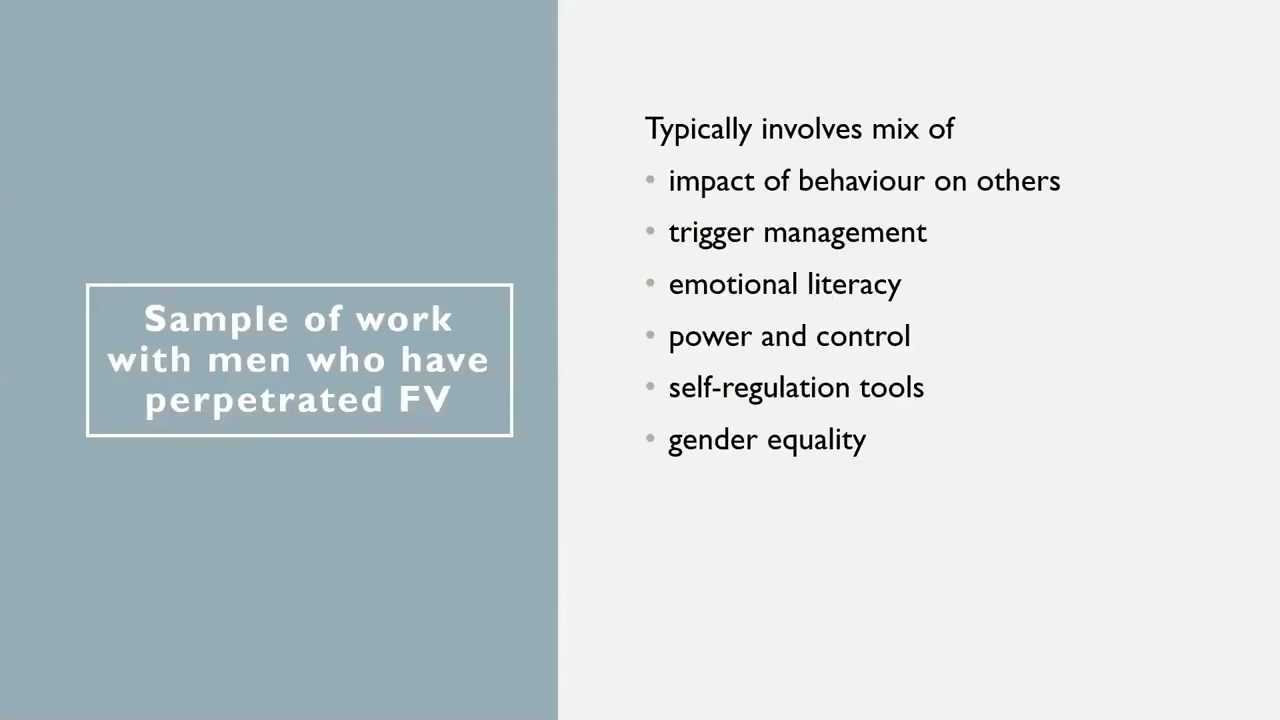 Sample of work
with men who have
perpetrated FV
Typically involves mix of
• impact of behaviour on others
• trigger management
• emotional literacy
• power and control
• self-regulation tools
• gender equality